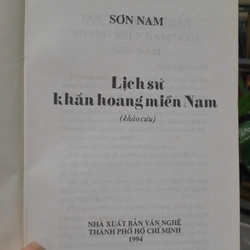 SƠN NAM
Lịch sử
khẩn hoang miền Nam
(khảo cứu)
NHÀ XUẤT BẢN VĂN NGHỆ
THÀNH PHỐ HỒ CHÍ MINH
1994